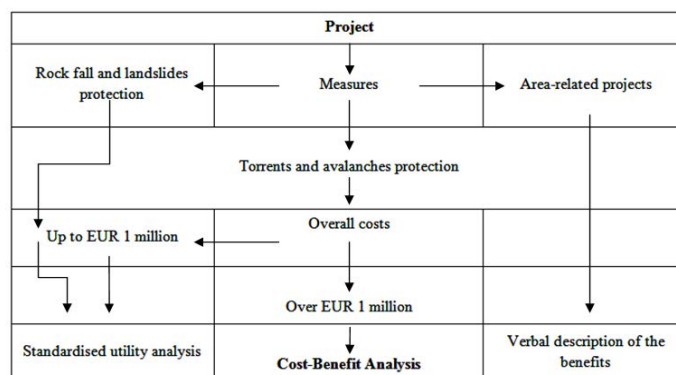 Project
Rock fall and landslides
protection
Measures
Area-related projects
Torrents and avalanches protection
Overall costs
Up to EUR 1 million
Over EUR 1 million
Standardised utility analysis
Cost-Benefit Analysis
Verbal description of the
benefits